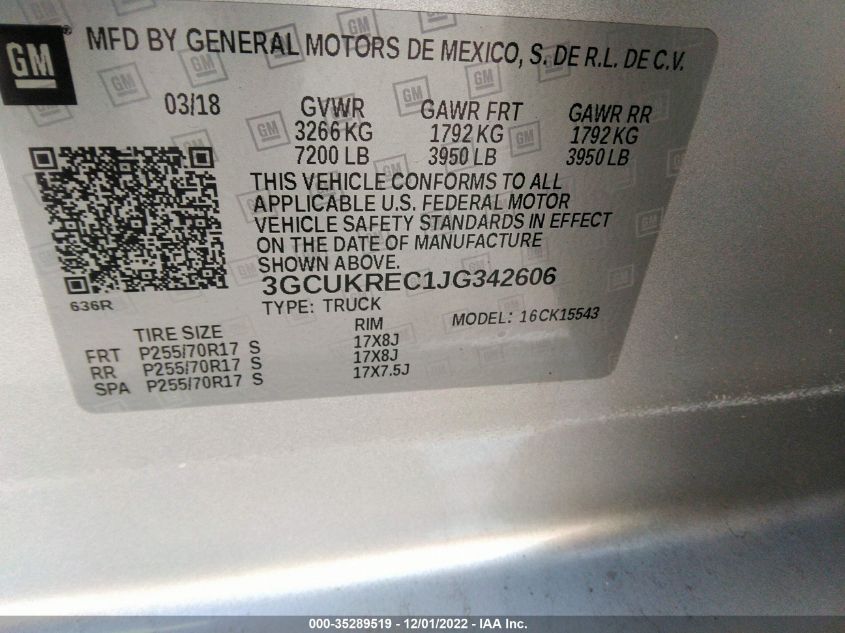 GM ® MFD BY GENERAL MOTORS DE MEXICO, S. DE R.L. DE C.V.
03/18 GVWR GAWR FRT GAWR RR
3266 KG 1792 KG 1792 KG
7200 LB 3950 LB 3950 LB
THIS VEHICLE CONFORMS TO ALL
APPLICABLE U.S. FEDERAL MOTOR
VEHICLE SAFETY STANDARDS IN EFFECT
ON THE DATE OF MANUFACTURE
SHOWN ABOVE.
636R 3GCUKREC1JG342606
TYPE: TRUCK MODEL: 16CK15543
TIRE SIZE RIM
FRT P255/70R17 S 17X8J
RR P255/70R17 S 17X8J
SPA P255/70R17 S 17X7.5J
000-35289519 - 12/01/2022 - IAA Inc.